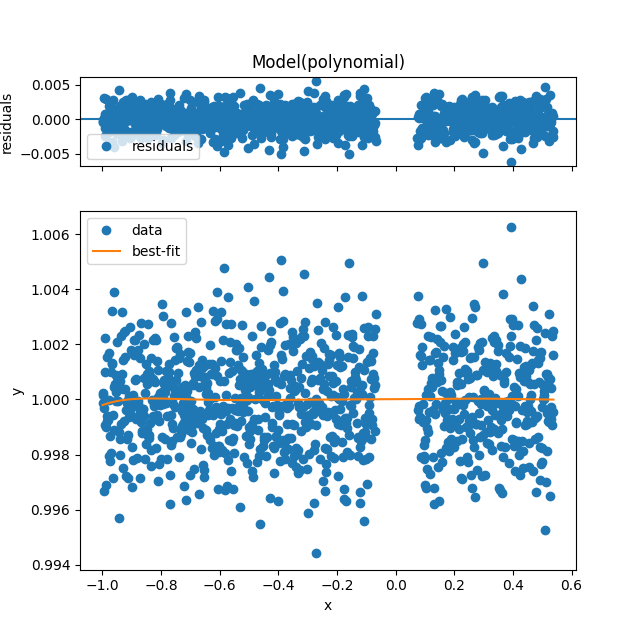 Model(polynomial)
residuals
0.005
0.000
−0.005
residuals
data
best-fit
y
1.006
1.004
1.002
1.000
0.998
0.996
0.994
−1.0 −0.8 −0.6 −0.4 −0.2 0.0 0.2 0.4 0.6
x